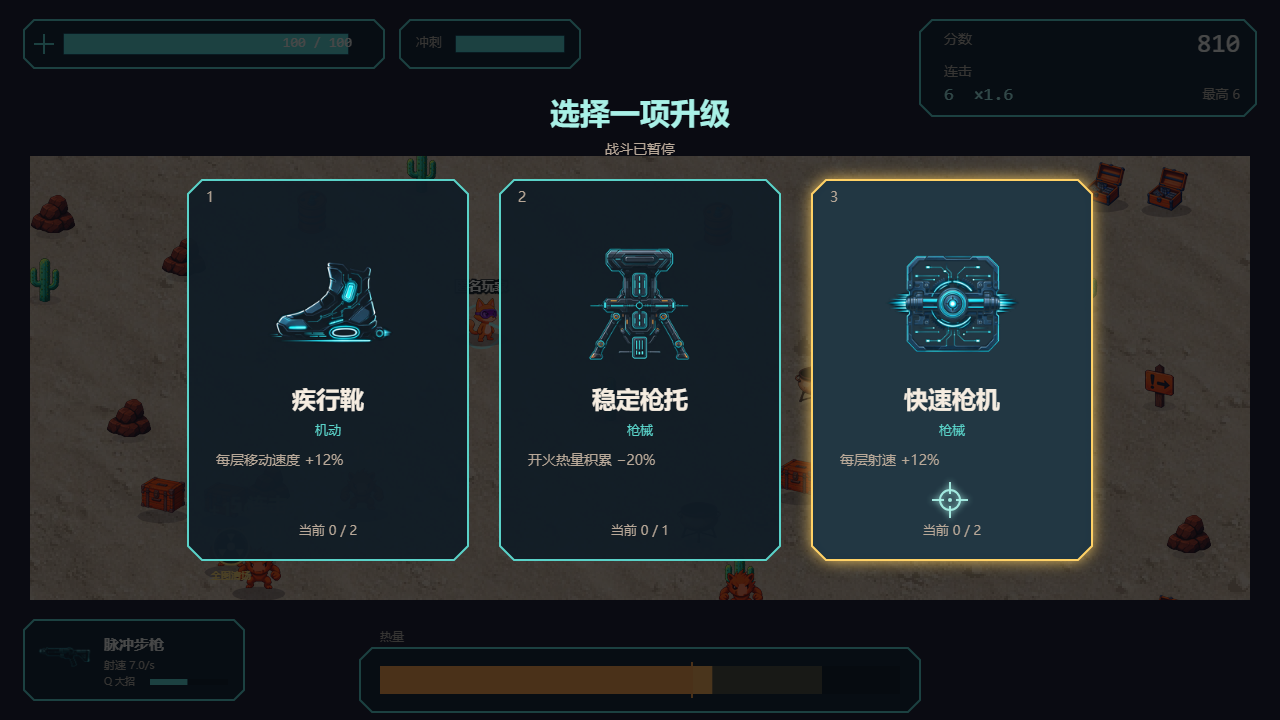 100 / 100
冲刺
分数
810
连击
6 ×1.6
最高 6
选择一项升级
战斗已暂停
1
疾行靴
机动
每层移动速度 +12%
当前 0 / 2
2
稳定枪托
枪械
开火热量积累 −20%
当前 0 / 1
3
快速枪机
枪械
每层射速 +12%
当前 0 / 2
名玩
脉冲步枪
射速 7.0/s
Q 大招
热量